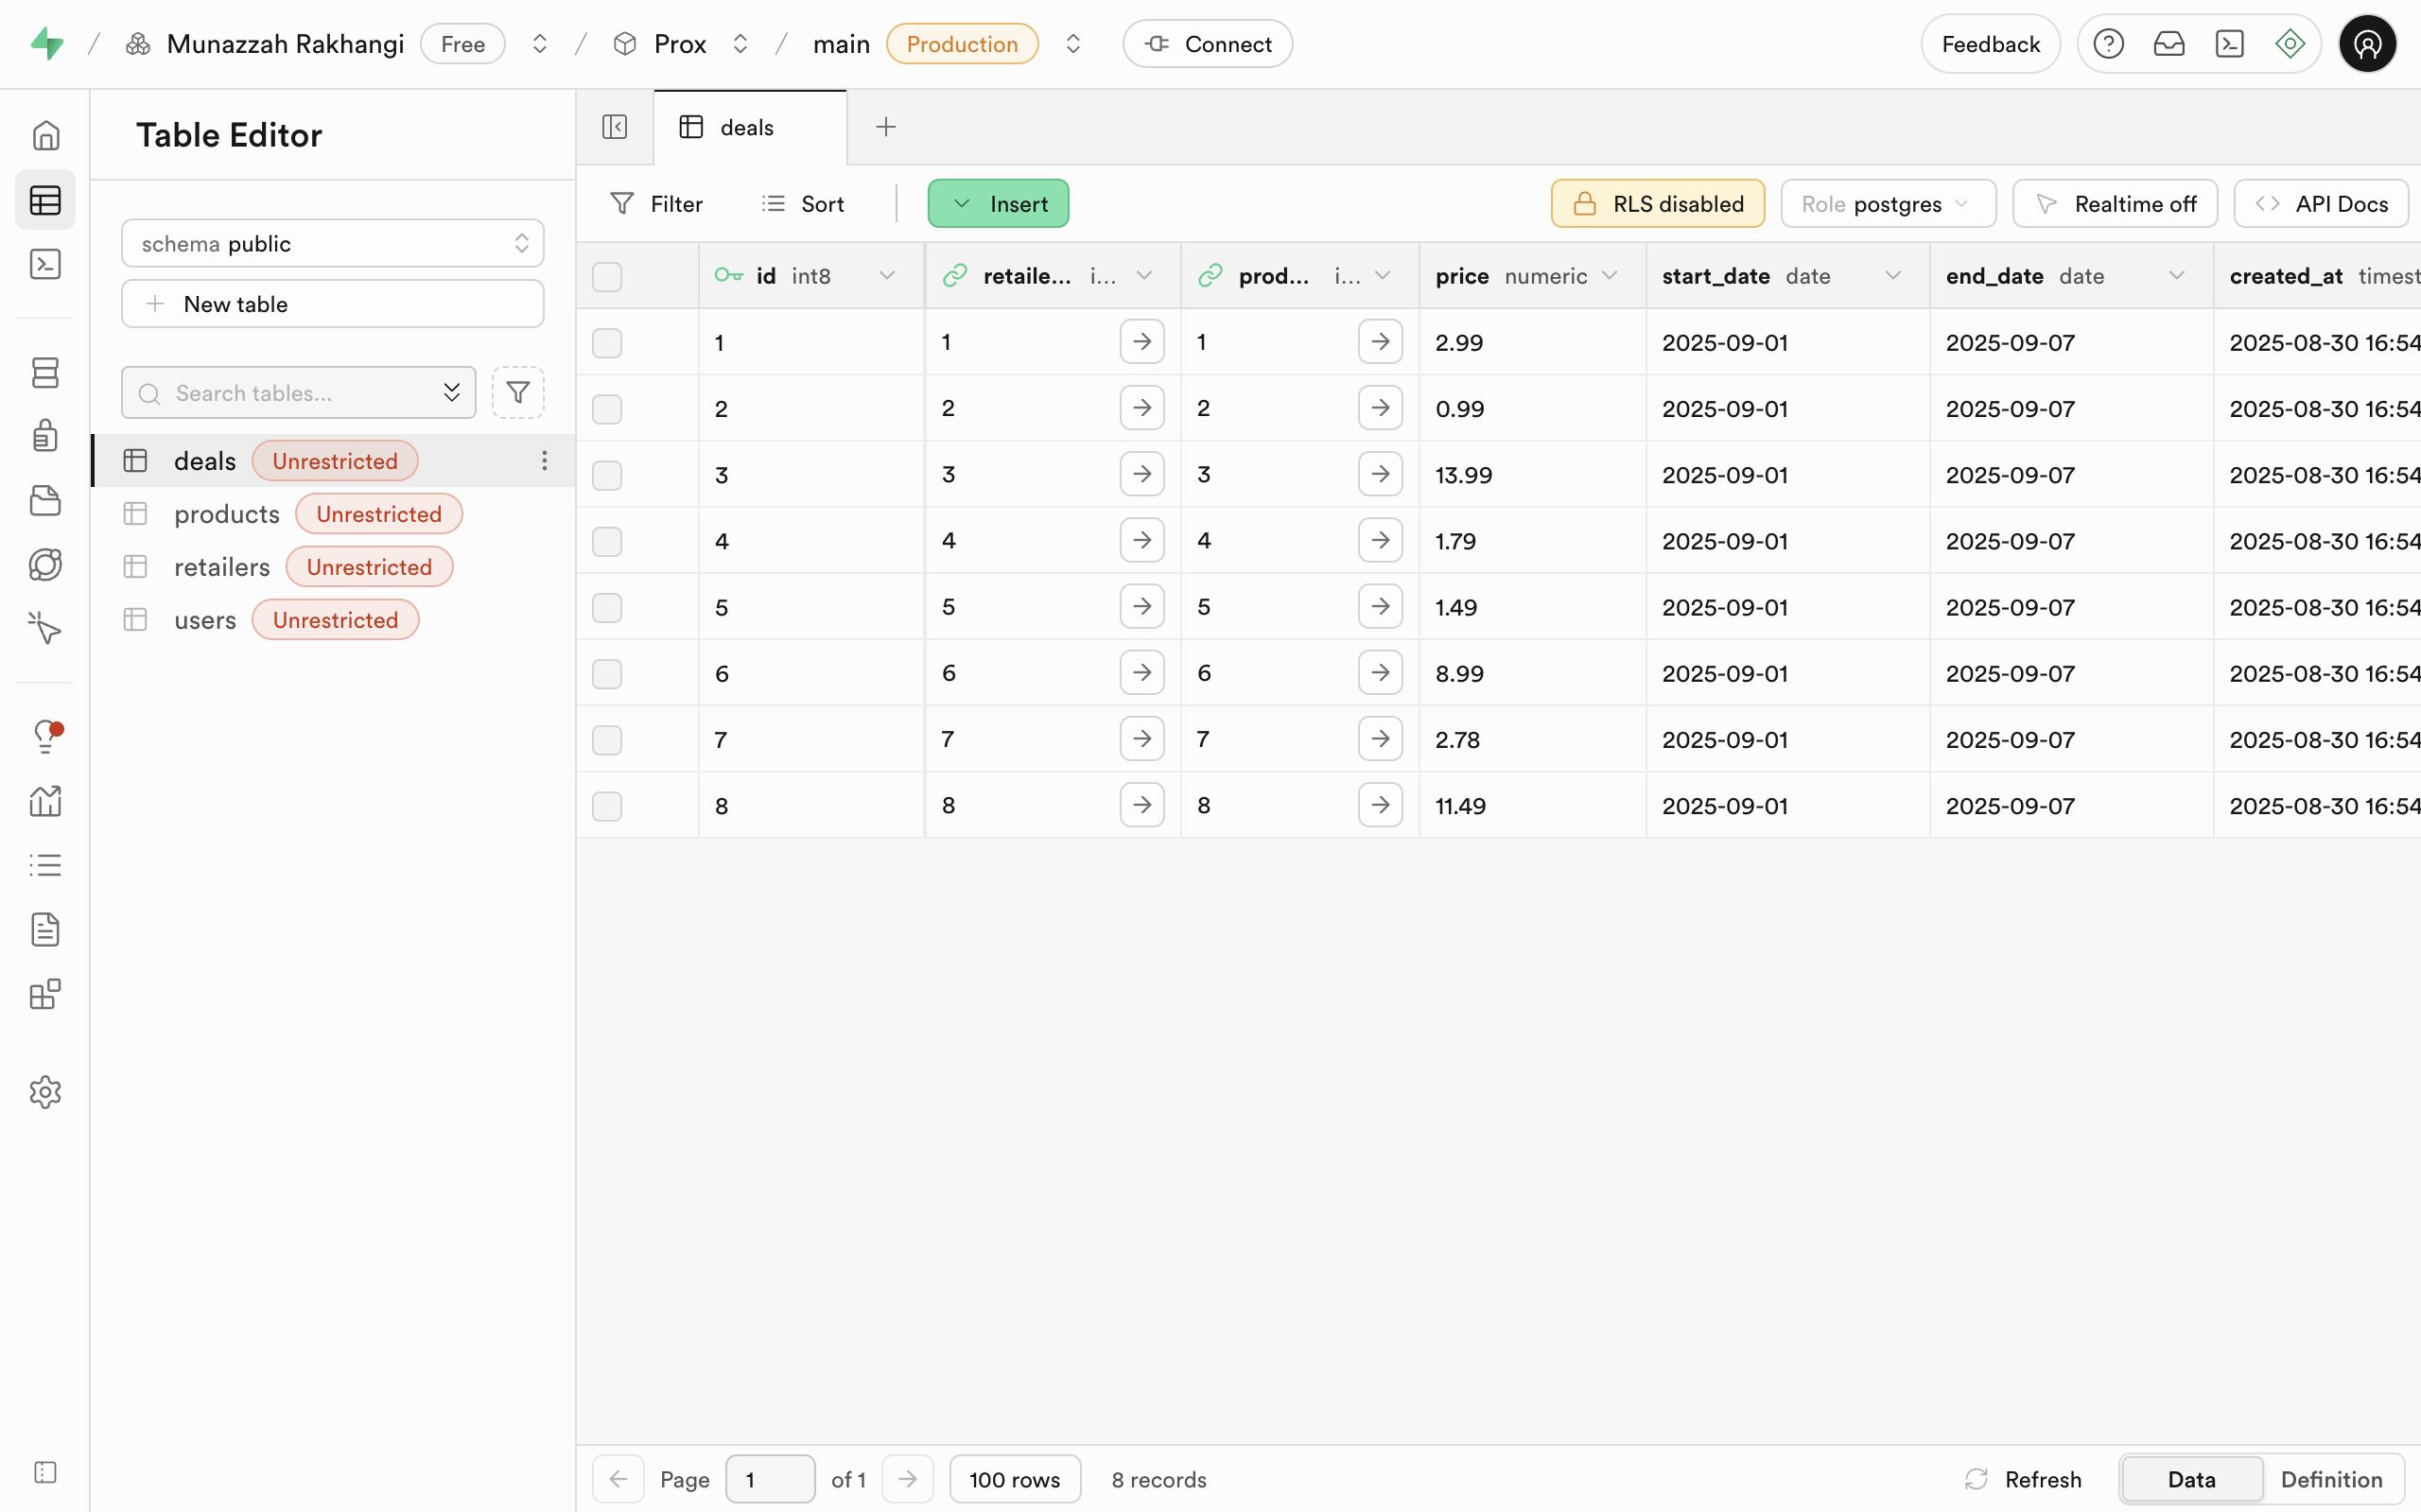 Munazzah Rakhangi Free Prox main Production Connect Feedback
Table Editor
deals
schema public
New table
Search tables...
deals Unrestricted
products Unrestricted
retailers Unrestricted
users Unrestricted
Filter Sort Insert RLS disabled Role postgres Realtime off API Docs
id int8 retaile... i... prod... i... price numeric start_date date end_date date created_at timest
1 1 1 2.99 2025-09-01 2025-09-07 2025-08-30 16:54
2 2 2 0.99 2025-09-01 2025-09-07 2025-08-30 16:54
3 3 3 13.99 2025-09-01 2025-09-07 2025-08-30 16:54
4 4 4 1.79 2025-09-01 2025-09-07 2025-08-30 16:54
5 5 5 1.49 2025-09-01 2025-09-07 2025-08-30 16:54
6 6 6 8.99 2025-09-01 2025-09-07 2025-08-30 16:54
7 7 7 2.78 2025-09-01 2025-09-07 2025-08-30 16:54
8 8 8 11.49 2025-09-01 2025-09-07 2025-08-30 16:54
Page 1 of 1 100 rows 8 records Refresh Data Definition